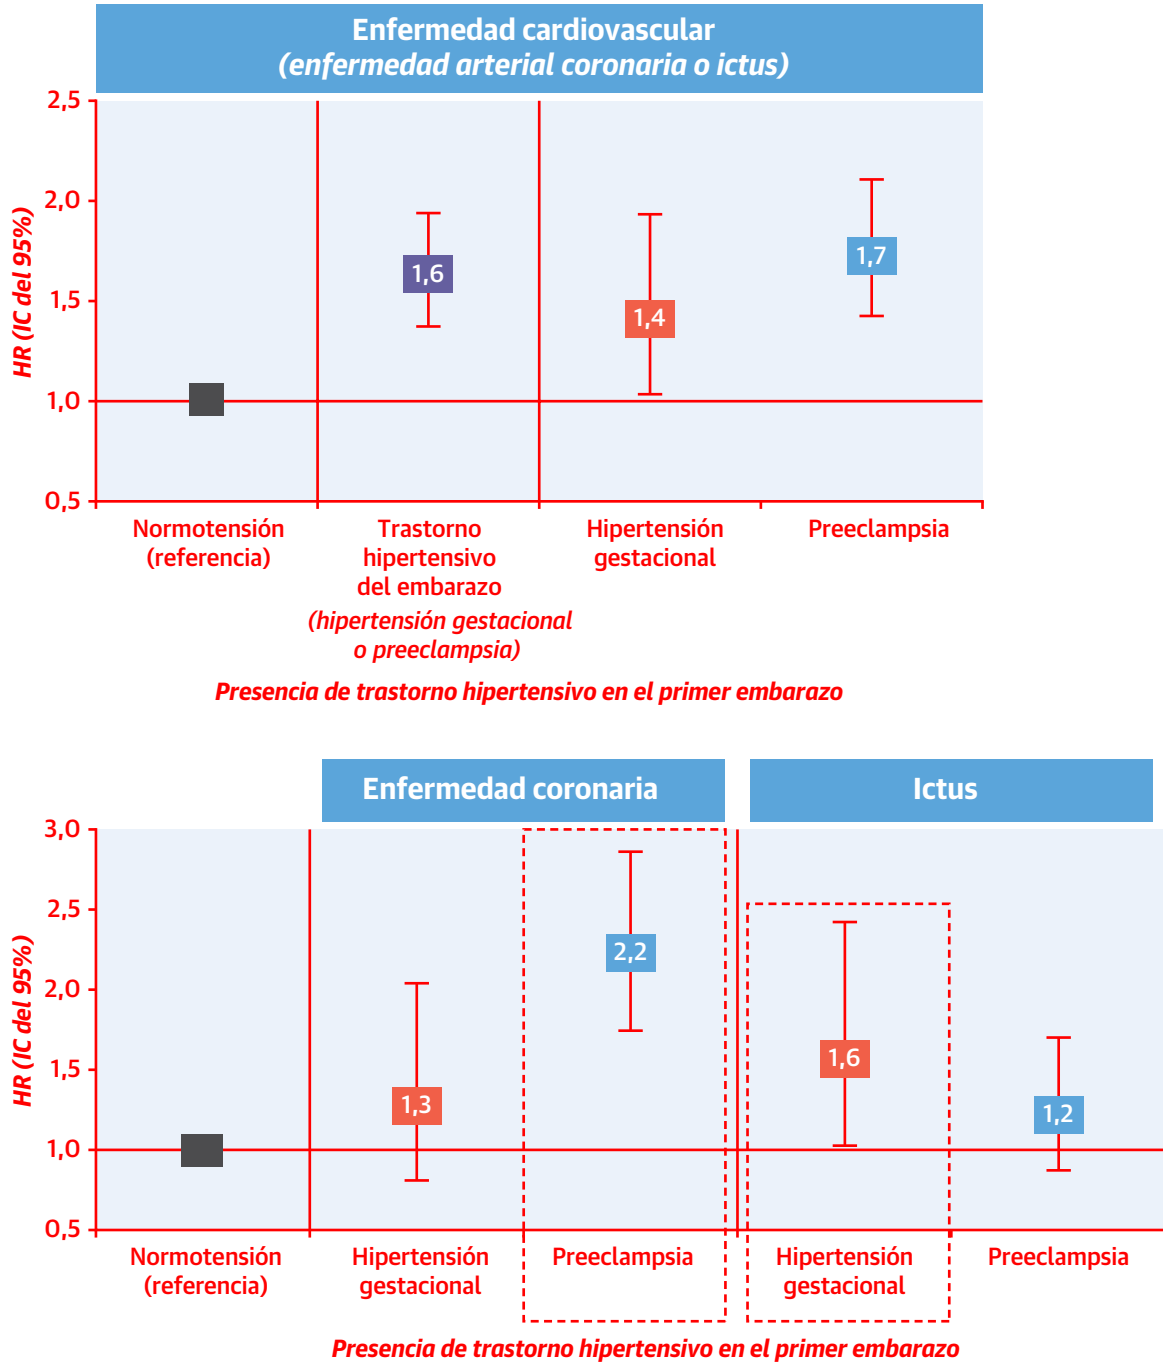 Enfermedad cardiovascular
(enfermedad arterial coronaria o ictus)
HR (IC del 95%)
2,5
2,0
1,5
1,0
0,5
1,6
1,4
1,7
Normotensión
(referencia)
Trastorno
hipertensivo
del embarazo
(hipertensión gestacional
o preeclampsia)
Hipertensión
gestacional
Preeclampsia
Presencia de trastorno hipertensivo en el primer embarazo
Enfermedad coronaria
Ictus
HR (IC del 95%)
3,0
2,5
2,0
1,5
1,0
0,5
1,3
2,2
1,6
1,2
Normotensión
(referencia)
Hipertensión
gestacional
Preeclampsia
Hipertensión
gestacional
Preeclampsia
Presencia de trastorno hipertensivo en el primer embarazo